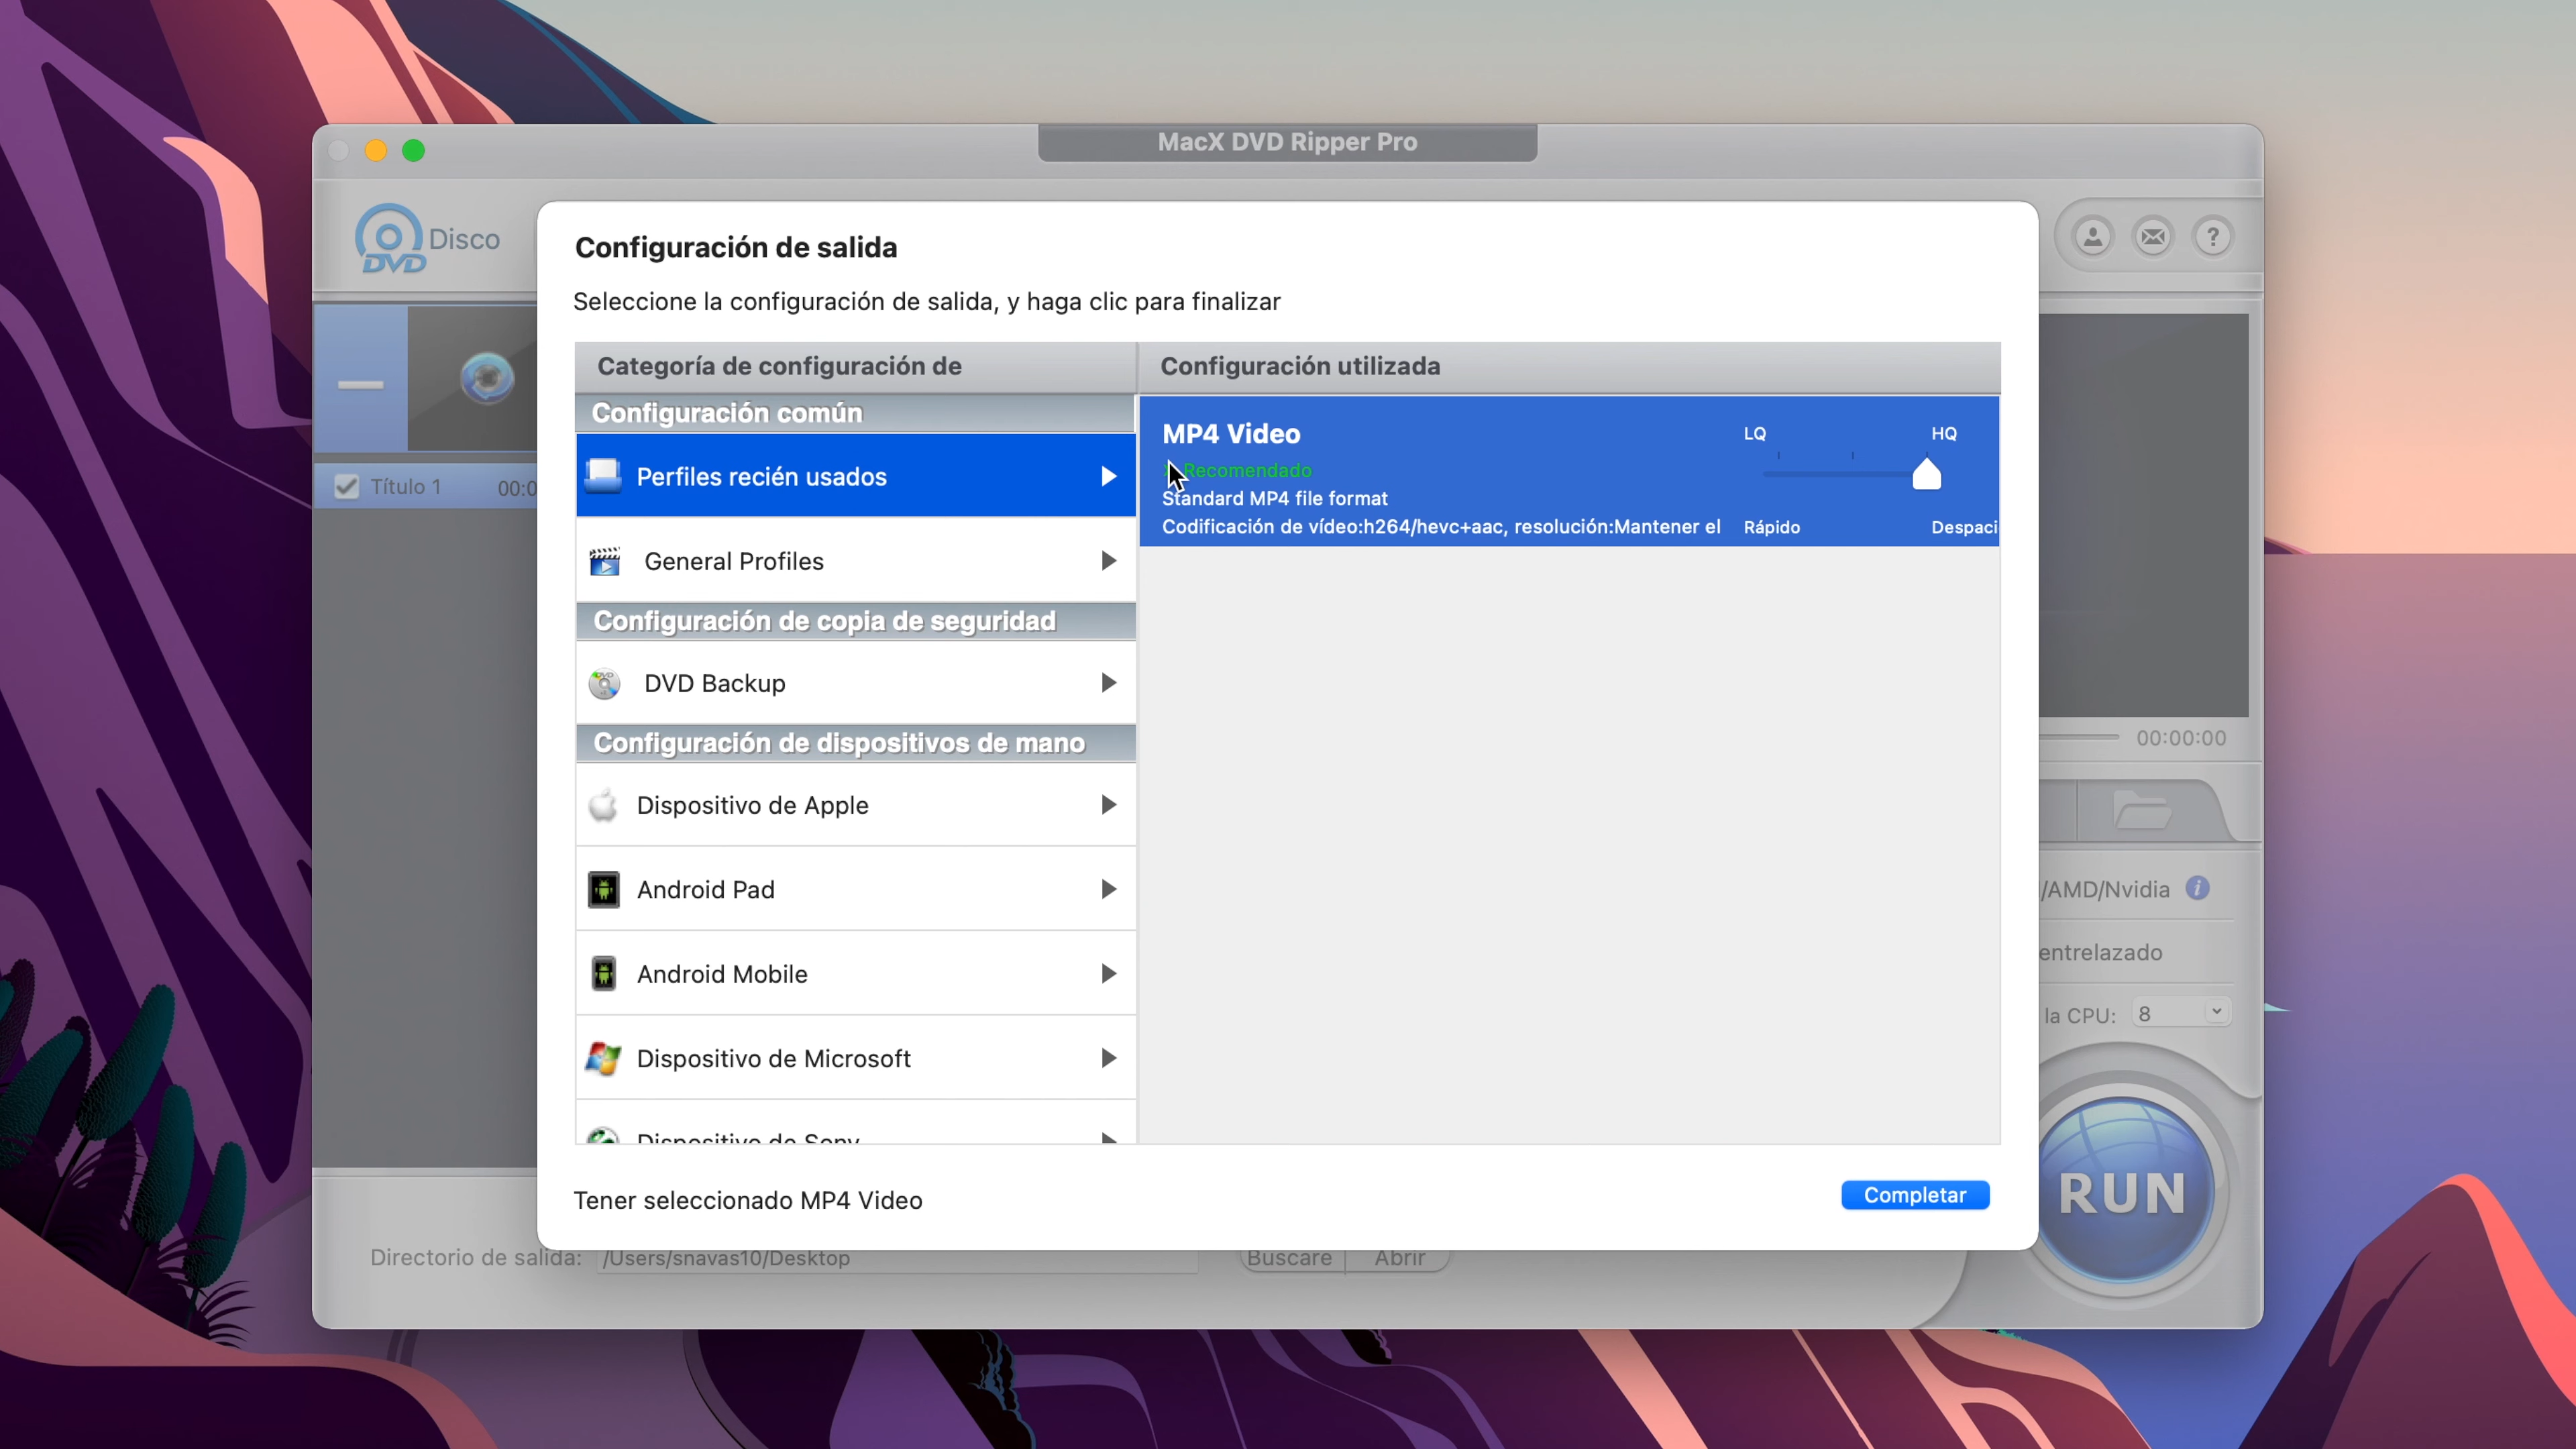 MacX DVD Ripper Pro
DVD Disco
Configuración de salida
Seleccione la configuración de salida, y haga clic para finalizar
Categoría de configuración de
Configuración utilizada
Configuración común
Perfiles recién usados
General Profiles
Configuración de copia de seguridad
DVD Backup
Configuración de dispositivos de mano
Dispositivo de Apple
Android Pad
Android Mobile
Dispositivo de Microsoft
Dispositivo de Sony
MP4 Video
Recomendado
Standard MP4 file format
Codificación de vídeo:h264/hevc+aac, resolución:Mantener el
LQ
HQ
Rápido
Despaci
Tener seleccionado MP4 Video
Completar
Título 1
00:0
?
00:00:00
/AMD/Nvidia
i
entrelazado
la CPU: 8
RUN
Directorio de salida: /Users/snavas10/Desktop
Buscare
Abrir